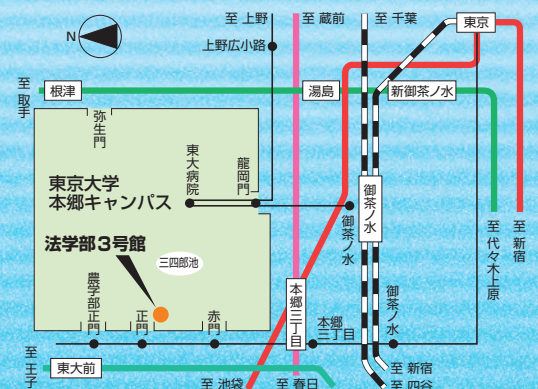 N
至 上野
至 蔵前
至 千葉
東京
上野広小路
至 取手
根津
湯島
新御茶ノ水
弥生門
東大病院
龍岡門
東京大学
本郷キャンパス
御茶ノ水
御茶ノ水
至 代々木上原
至 新宿
法学部3号館
三四郎池
農学部正門
正門
赤門
本郷三丁目
本郷
三丁目
御茶ノ水
至 王子
東大前
至 池袋
至 春日
至 新宿
至 四谷